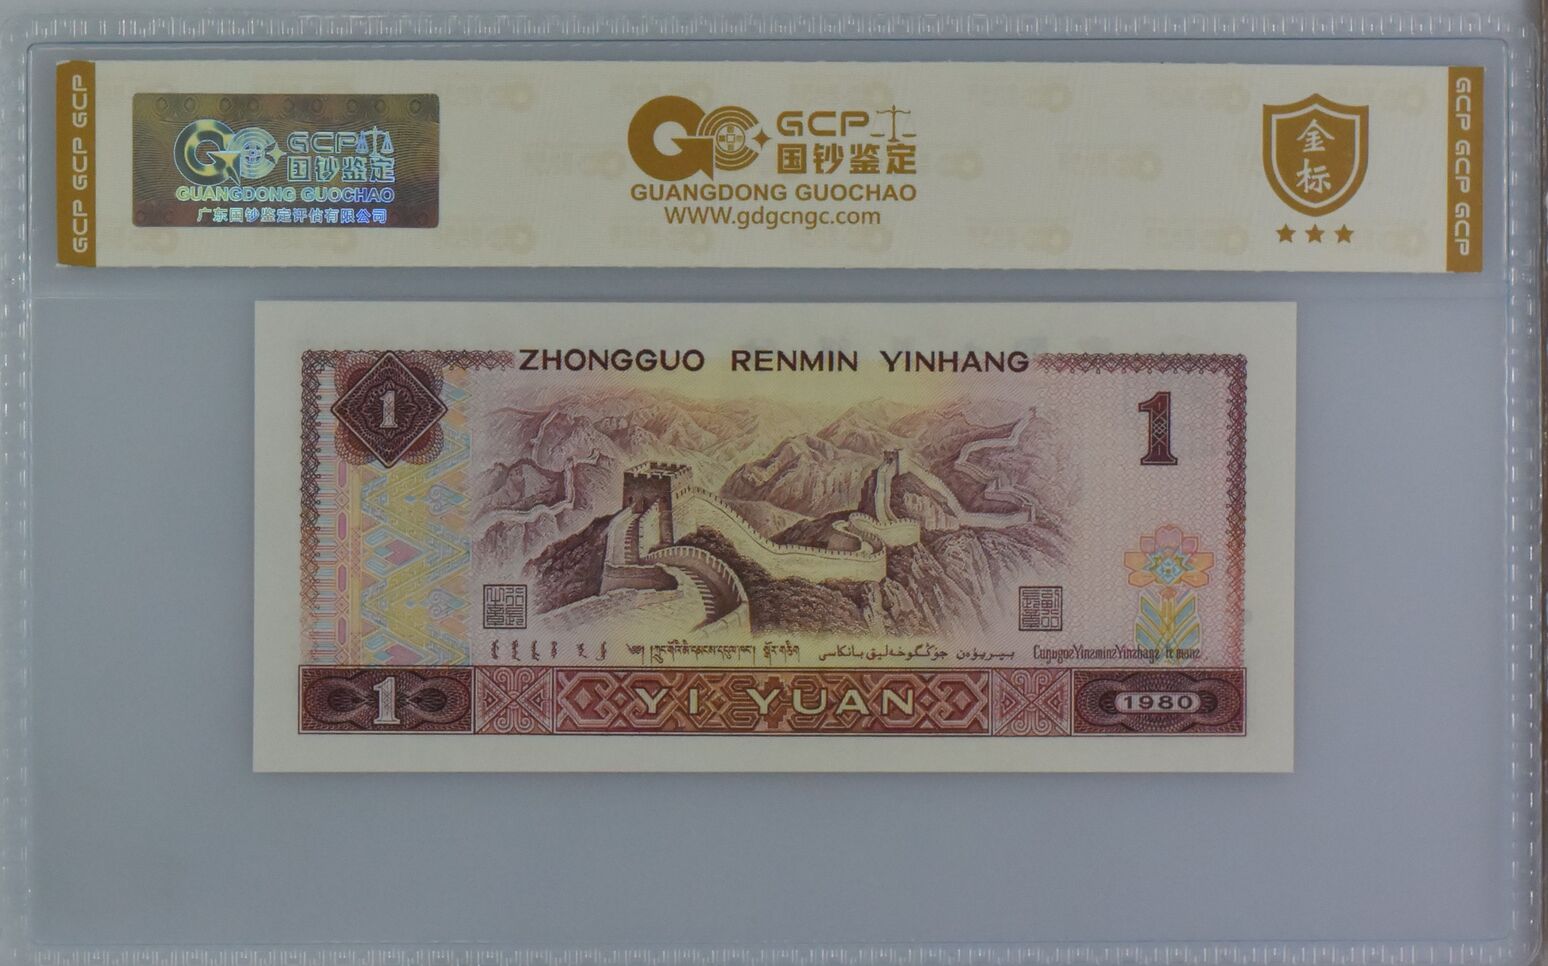 GCP GCP GCP
GCP
国钞鉴定
GUANGDONG GUOCHAO
广东国钞鉴定评估有限公司
GCP
国钞鉴定
GUANGDONG GUOCHAO
WWW.gdgcngc.com
金标
GCP GCP GCP
ZHONGGUO RENMIN YINHANG
1
1
1
YI YUAN
1980